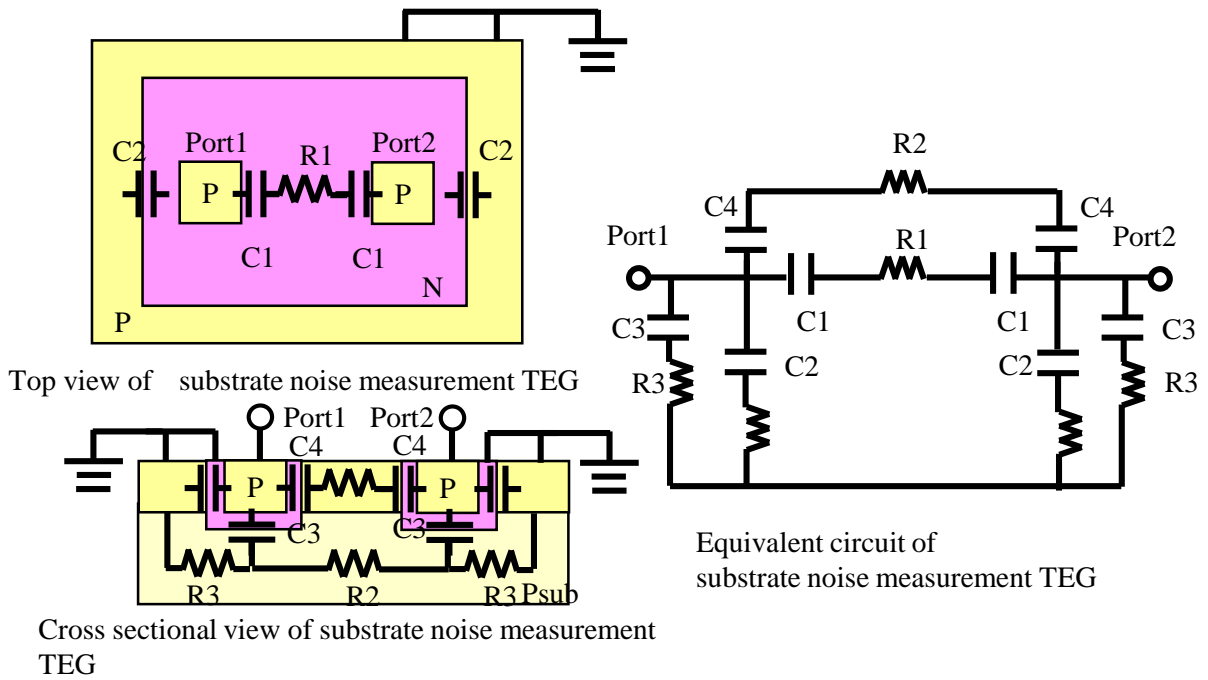 Port1
Port2
C2
R1
C2
P
P
C1
C1
N
P
Top view of substrate noise measurement TEG
Port1
Port2
C4
C4
P
P
C3
C3
R3
R2
R3
Psub
Cross sectional view of substrate noise measurement
TEG
R2
C4
C4
Port1
R1
Port2
C3
C1
C1
C3
R3
C2
C2
R3
Equivalent circuit of
substrate noise measurement TEG